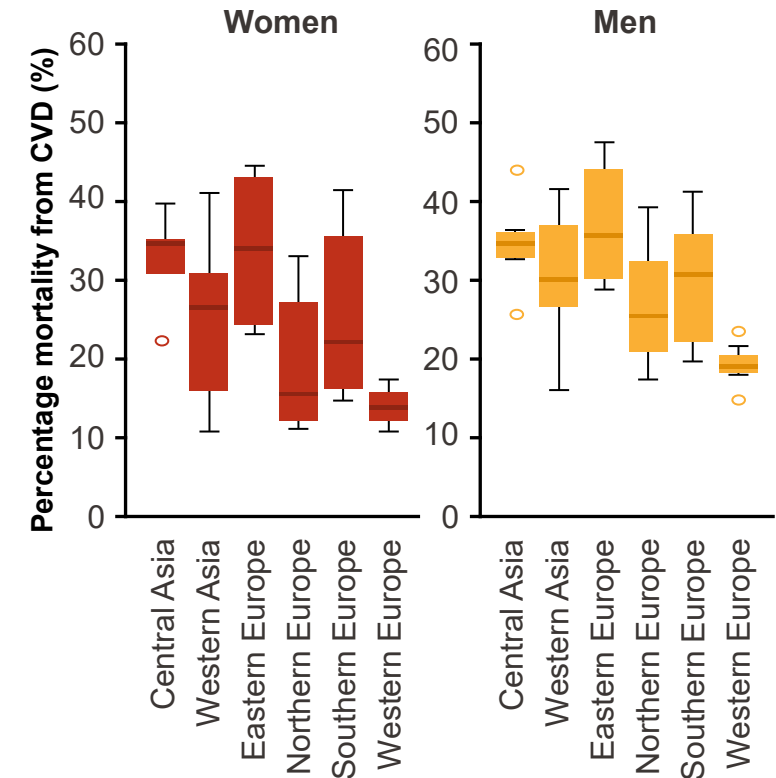 Women
Men
Percentage mortality from CVD (%)
60
50
40
30
20
10
0
60
50
40
30
20
10
0
Central Asia
Western Asia
Eastern Europe
Northern Europe
Southern Europe
Western Europe
Central Asia
Western Asia
Eastern Europe
Northern Europe
Southern Europe
Western Europe